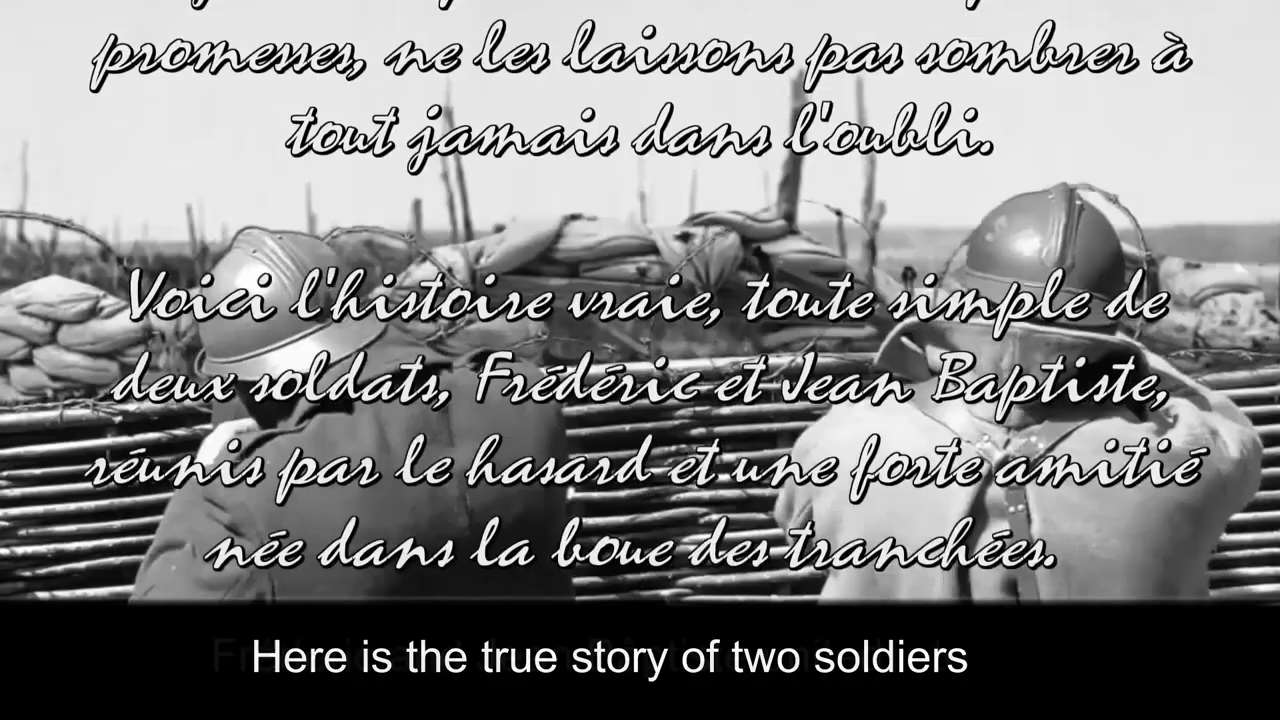 promesses, ne les laissons pas sombrer à
tout jamais dans l'oubli.
Voici l'histoire vraie, toute simple de
deux soldats, Frédéric et Jean Baptiste,
réunis par le hasard et une forte amitié
née dans la boue des tranchées.
Here is the true story of two soldiers